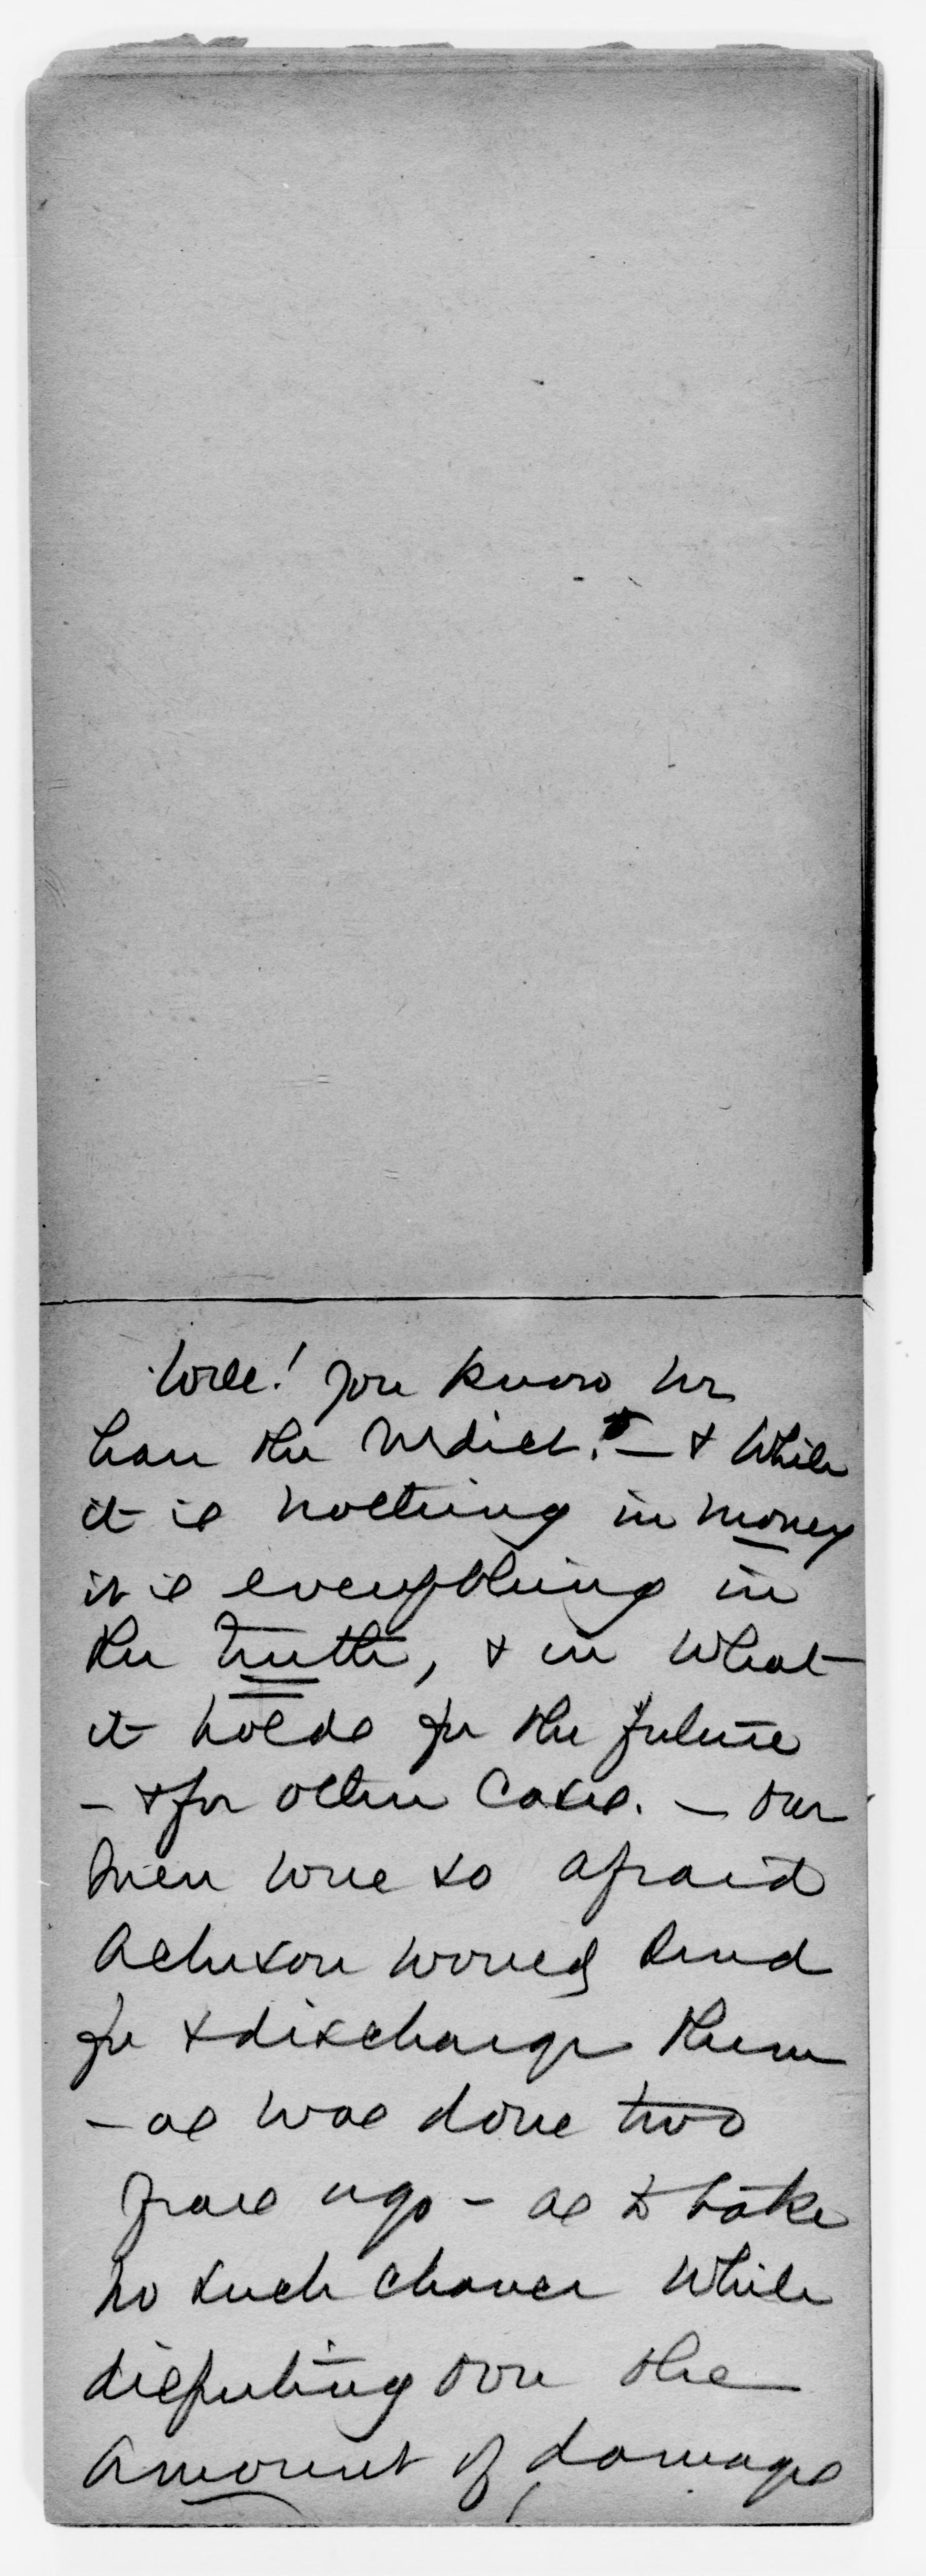 Well! you know we
have the verdict. — & while
it is nothing in money
it is everything in
the truth, & in what
it holds for the future
– & for other cases. — Our
men were so afraid
Acheson would send
for & discharge them
– as was done two
years ago – as to take
no such chance while
disputing over the
amount of damages